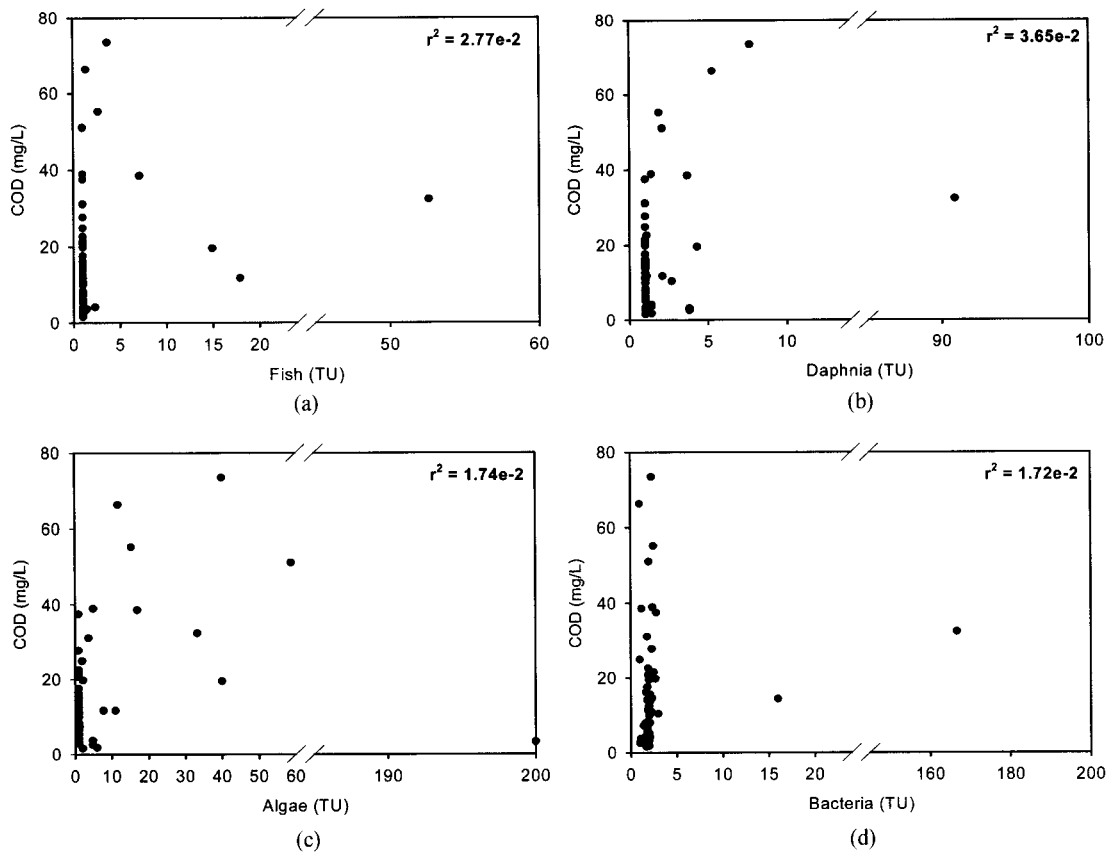 r² = 2.77e-2
80
60
40
20
0
COD (mg/L)
0 5 10 15 20 50 60
Fish (TU)
(a)
r² = 3.65e-2
80
60
40
20
0
COD (mg/L)
0 5 10 90 100
Daphnia (TU)
(b)
r² = 1.74e-2
80
60
40
20
0
COD (mg/L)
0 10 20 30 40 50 60 190 200
Algae (TU)
(c)
r² = 1.72e-2
80
60
40
20
0
COD (mg/L)
0 5 10 15 20 160 180 200
Bacteria (TU)
(d)